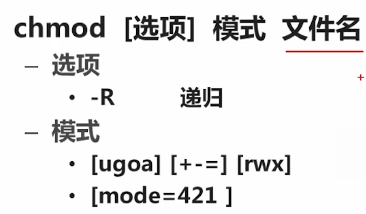 chmod [选项] 模式 文件名
– 选项
• -R 递归
– 模式
• [ugoa] [+-=] [rwx]
• [mode=421 ]